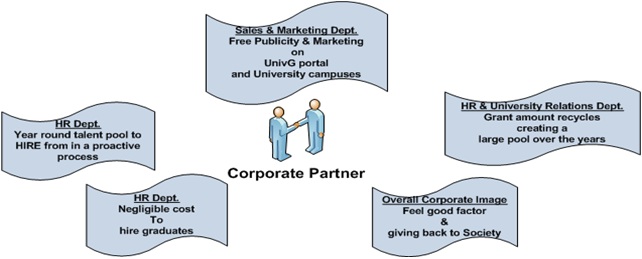 Sales & Marketing Dept.
Free Publicity & Marketing
on
UnivG portal
and University campuses
HR Dept.
Year round talent pool to
HIRE from in a proactive
process
HR & University Relations Dept.
Grant amount recycles
creating a
large pool over the years
Corporate Partner
HR Dept.
Negligible cost
To
hire graduates
Overall Corporate Image
Feel good factor
&
giving back to Society